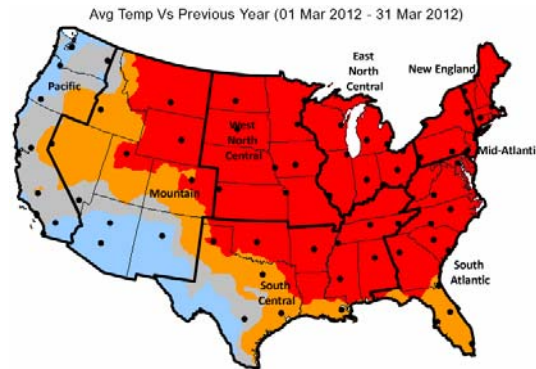 Avg Temp Vs Previous Year (01 Mar 2012 - 31 Mar 2012)
East
North
Central
New England
Pacific
West
North
Central
Mid-Atlanti
Mountain
South
Atlantic
South
Central